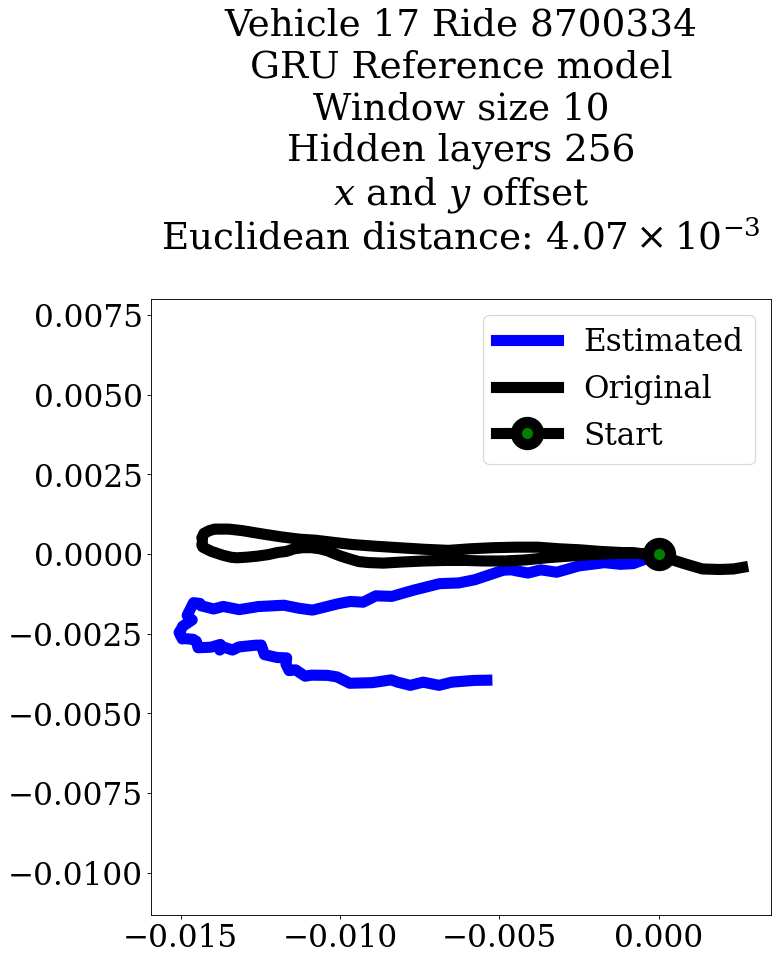 Vehicle 17 Ride 8700334
GRU Reference model
Window size 10
Hidden layers 256
x and y offset
Euclidean distance: 4.07 × 10⁻³
0.0075
0.0050
0.0025
0.0000
−0.0025
−0.0050
−0.0075
−0.0100
Estimated
Original
Start
−0.015
−0.010
−0.005
0.000